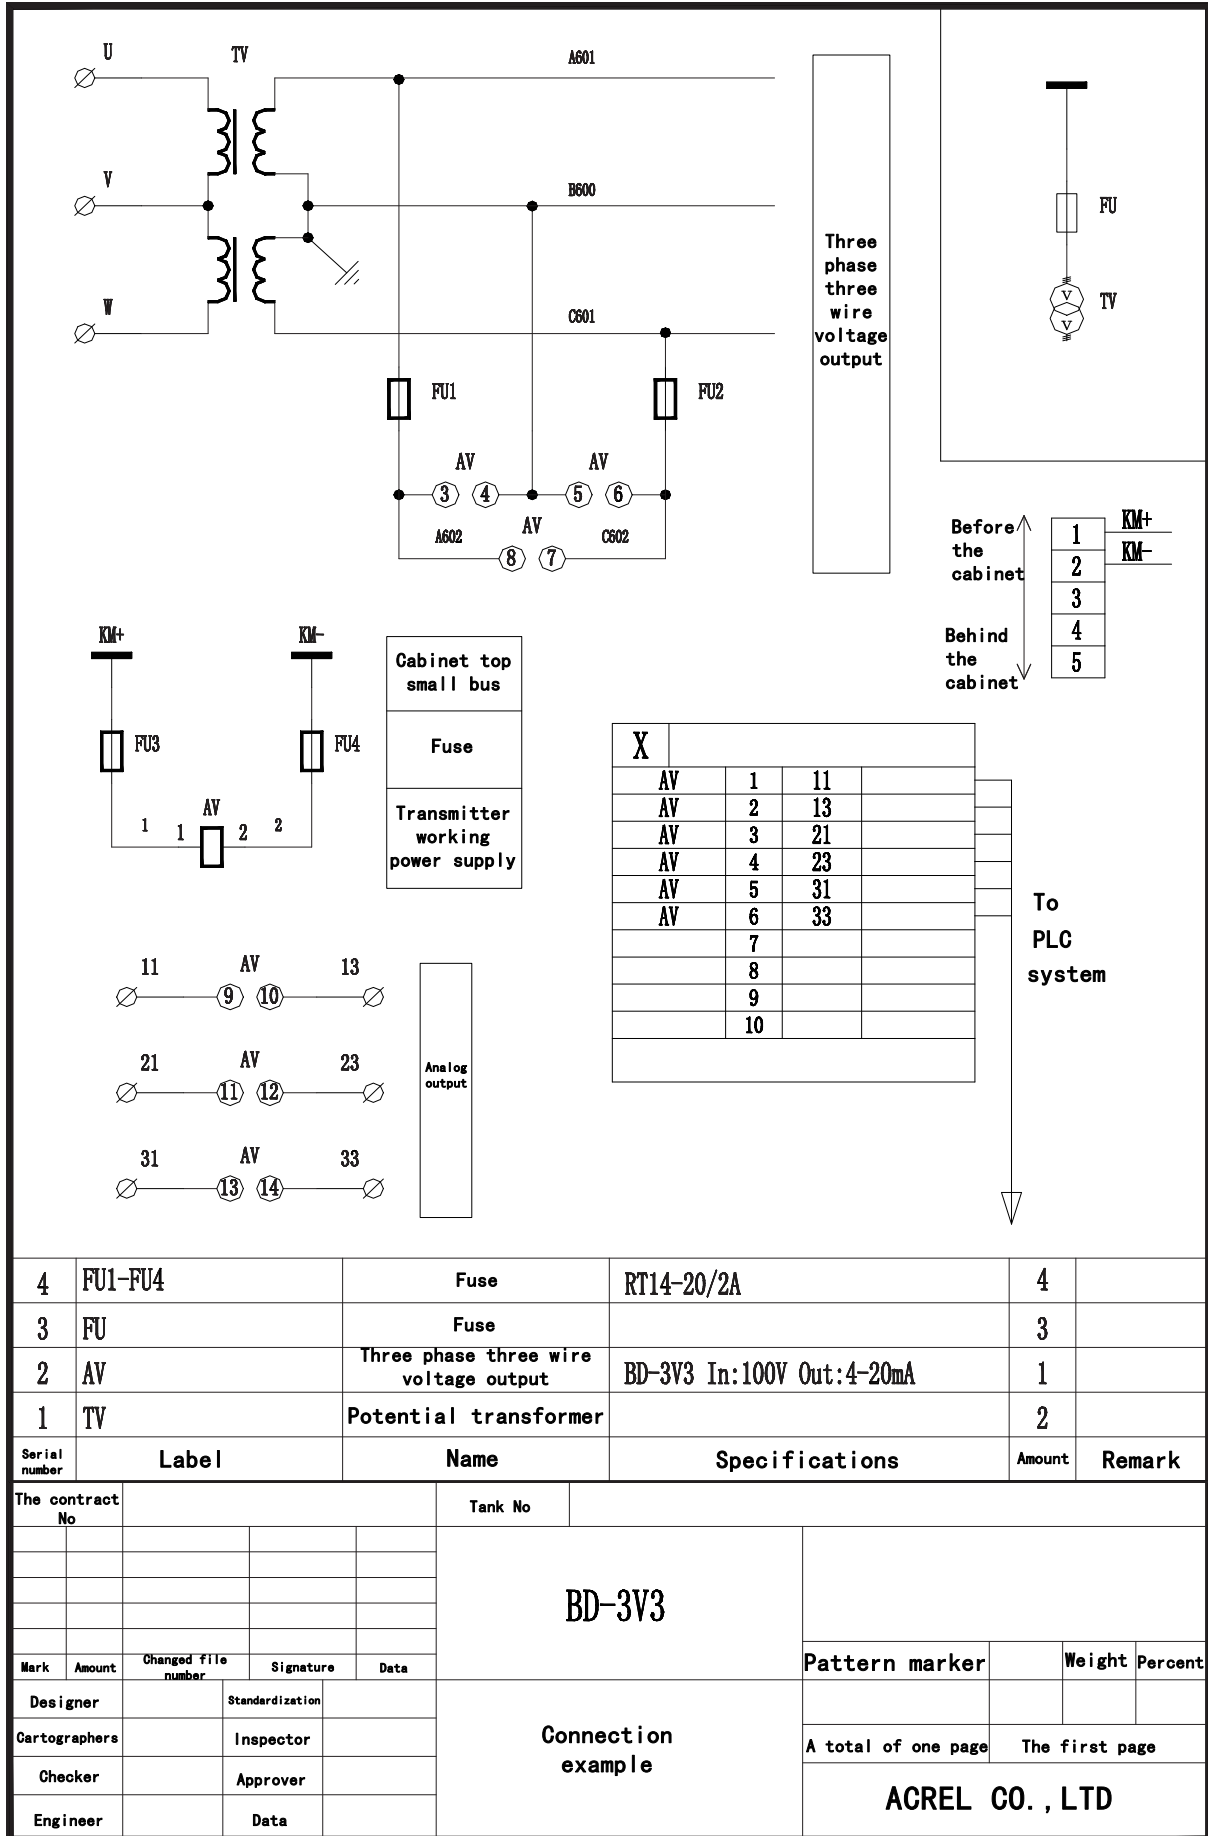 U
TV
A601
V
B600
W
C601
FU1
FU2
AV
AV
3
4
5
6
A602
AV
C602
8
7
Three
phase
three
wire
voltage
output
FU
V
V
TV
Before
the
cabinet
Behind
the
cabinet
1
2
3
4
5
KM+
KM-
KM+
KM-
FU3
FU4
1
1
AV
2
2
Cabinet top
small bus
Fuse
Transmitter
working
power supply
X
AV 1 11
AV 2 13
AV 3 21
AV 4 23
AV 5 31
AV 6 33
7
8
9
10
To
PLC
system
11 AV 13
9 10
21 AV 23
11 12
31 AV 33
13 14
Analog
output
4 FU1-FU4 Fuse RT14-20/2A 4
3 FU Fuse 3
2 AV Three phase three wire
voltage output BD-3V3 In:100V Out:4-20mA 1
1 TV Potential transformer 2
Serial
number Label Name Specifications Amount Remark
The contract
No
Tank No
BD-3V3
Mark Amount Changed file
number Signature Data
Pattern marker Weight Percent
Designer Standardization
Cartographers Inspector
Checker Approver
Engineer Data
Connection
example
A total of one page The first page
ACREL CO.,LTD